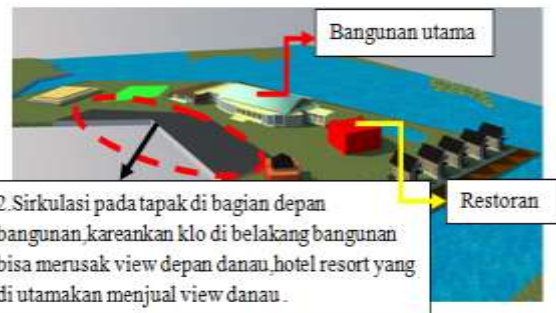 Bangunan utama
Restoran
2.Sirkulasi pada tapak di bagian depan
bangunan,kareankan klo di belakang bangunan
bisa merusak view depan danau,hotel resort yang
di utamakan menjual view danau.